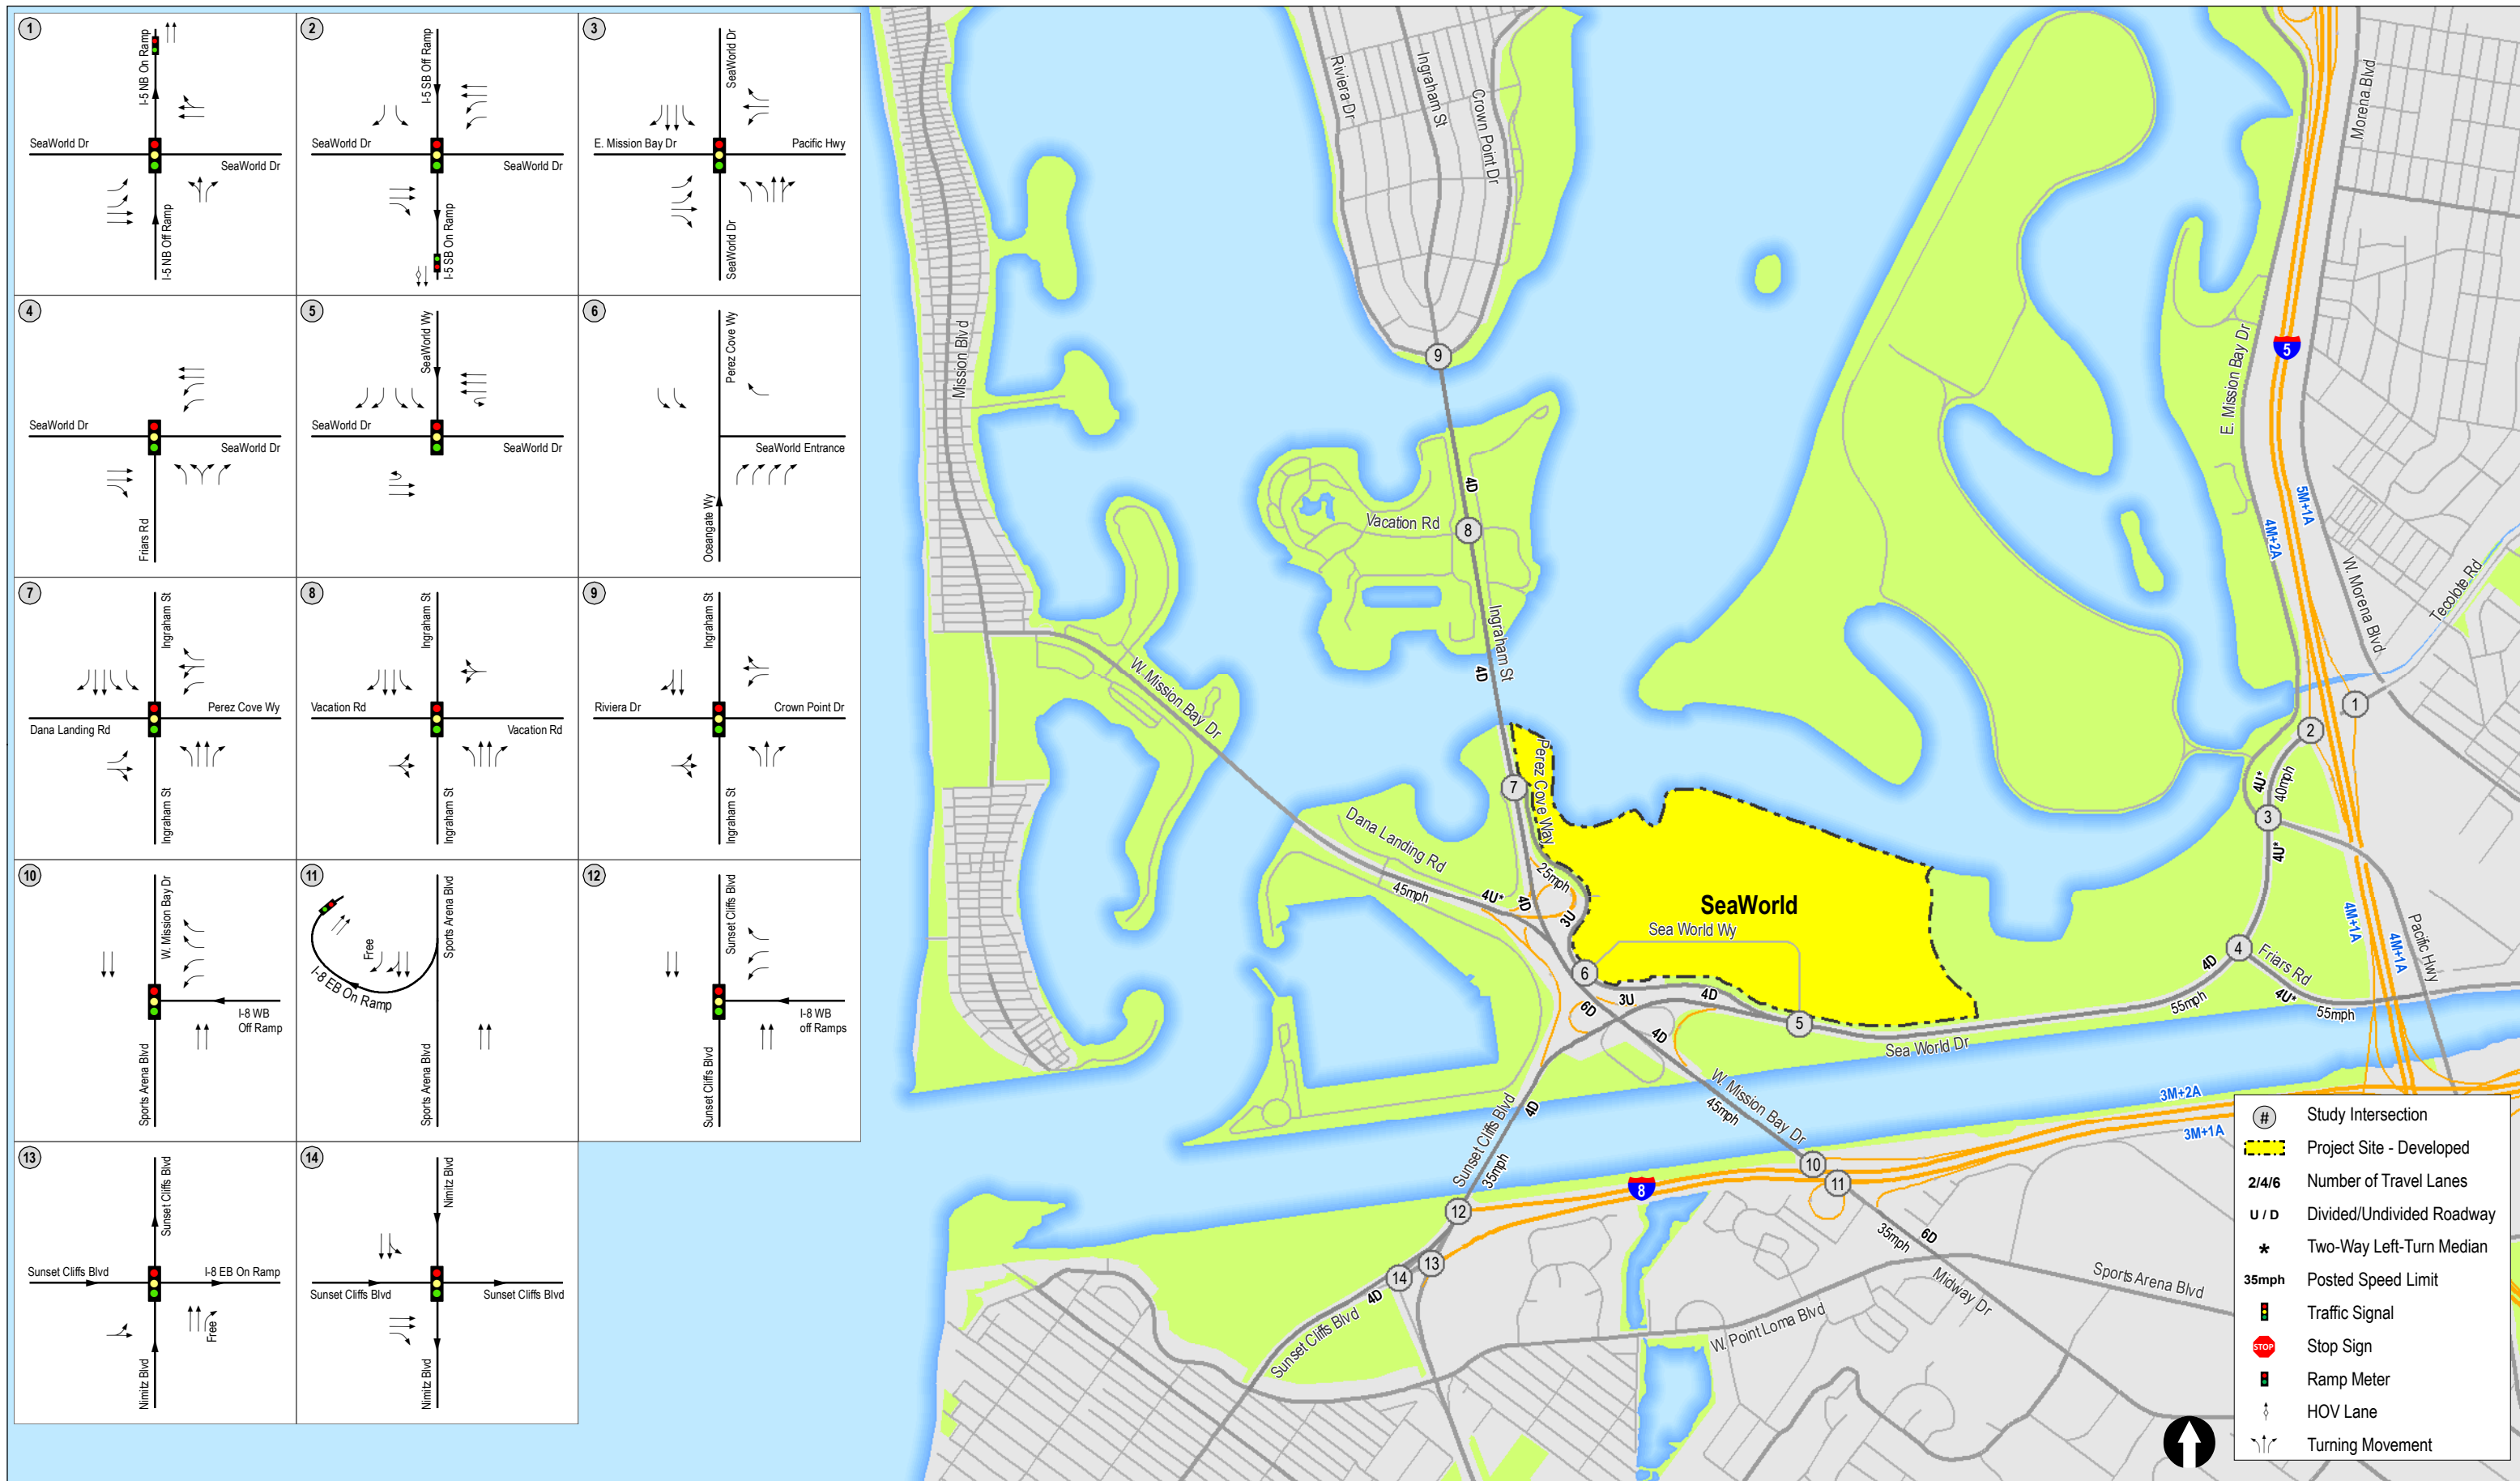 1
I-5 NB On Ramp
SeaWorld Dr
SeaWorld Dr
I-5 NB Off Ramp
2
I-5 SB Off Ramp
SeaWorld Dr
SeaWorld Dr
I-5 SB On Ramp
3
SeaWorld Dr
E. Mission Bay Dr
Pacific Hwy
SeaWorld Dr
4
SeaWorld Dr
SeaWorld Dr
Friars Rd
5
SeaWorld Wy
SeaWorld Dr
SeaWorld Dr
6
Perez Cove Wy
SeaWorld Entrance
Oceangate Wy
7
Ingraham St
Perez Cove Wy
Dana Landing Rd
Ingraham St
8
Ingraham St
Vacation Rd
Vacation Rd
Ingraham St
9
Ingraham St
Riviera Dr
Crown Point Dr
Ingraham St
10
W. Mission Bay Dr
I-8 WB
Off Ramp
Sports Arena Blvd
11
Sports Arena Blvd
Free
I-8 EB On Ramp
Sports Arena Blvd
12
Sunset Cliffs Blvd
I-8 WB
off Ramps
Sunset Cliffs Blvd
13
Sunset Cliffs Blvd
Sunset Cliffs Blvd
I-8 EB On Ramp
Free
Nimitz Blvd
14
Nimitz Blvd
Sunset Cliffs Blvd
Sunset Cliffs Blvd
Nimitz Blvd
Mission Blvd
Riviera Dr
Ingraham St
Crown Point Dr
9
4D
8
Vacation Rd
Ingraham St
4D
W. Mission Bay Dr
7
Perez Cove Way
Dana Landing Rd
45mph
4U*
4D
25mph
3U
SeaWorld
Sea World Wy
6
3U
4D
6D
4D
5
Sea World Dr
55mph
4D
4
Friars Rd
4U*
55mph
Morena Blvd
5
E. Mission Bay Dr
5M+1A
4M+2A
W. Morena Blvd
Tecolote Rd
1
2
4U*
40mph
3
4U*
4M+1A
4M+1A
Pacific Hwy
W. Mission Bay Dr
45mph
Sunset Cliffs Blvd
4D
35mph
3M+2A
3M+1A
8
10
11
12
13
14
4D
Sunset Cliffs Blvd
35mph
6D
Midway Dr
Sports Arena Blvd
W. Point Loma Blvd
# Study Intersection
Project Site - Developed
2/4/6 Number of Travel Lanes
U / D Divided/Undivided Roadway
* Two-Way Left-Turn Median
35mph Posted Speed Limit
Traffic Signal
STOP Stop Sign
Ramp Meter
HOV Lane
Turning Movement